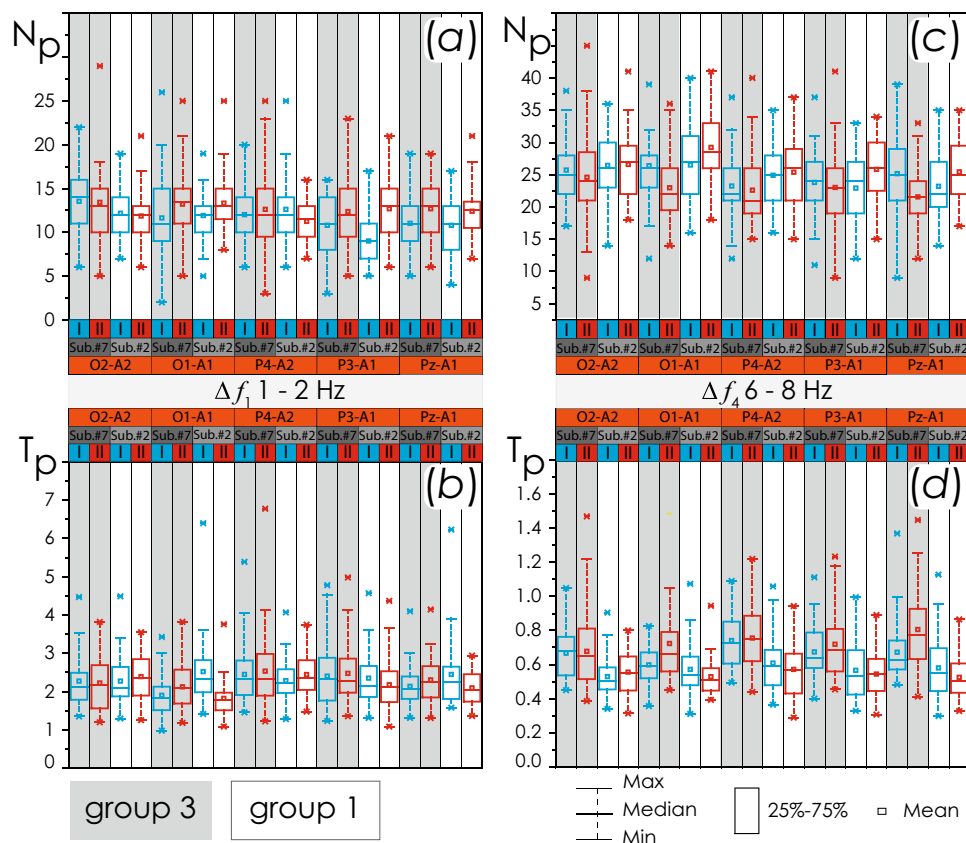 Np (a) Np (c)
25 40
20 35
15 30
10 25
5 20
0 15
10
5
I II I II I II I II I II I II I II I II I II I II
Sub.#7 Sub.#2 Sub.#7 Sub.#2 Sub.#7 Sub.#2 Sub.#7 Sub.#2 Sub.#7 Sub.#2
O2-A2 O1-A1 P4-A2 P3-A1 Pz-A1
I II I II I II I II I II I II I II I II I II I II
Sub.#7 Sub.#2 Sub.#7 Sub.#2 Sub.#7 Sub.#2 Sub.#7 Sub.#2 Sub.#7 Sub.#2
O2-A2 O1-A1 P4-A2 P3-A1 Pz-A1
Δf1 1 - 2 Hz Δf4 6 - 8 Hz
O2-A2 O1-A1 P4-A2 P3-A1 Pz-A1
Sub.#7 Sub.#2 Sub.#7 Sub.#2 Sub.#7 Sub.#2 Sub.#7 Sub.#2 Sub.#7 Sub.#2
I II I II I II I II I II I II I II I II I II I II
O2-A2 O1-A1 P4-A2 P3-A1 Pz-A1
Sub.#7 Sub.#2 Sub.#7 Sub.#2 Sub.#7 Sub.#2 Sub.#7 Sub.#2 Sub.#7 Sub.#2
I II I II I II I II I II I II I II I II I II I II
Tp (b) Tp (d)
8
7
6
5
4
3
2
1
0
1.6
1.4
1.2
1.0
0.8
0.6
0.4
0.2
0.0
group 3 group 1
Max
Median
Min
25%-75%
Mean